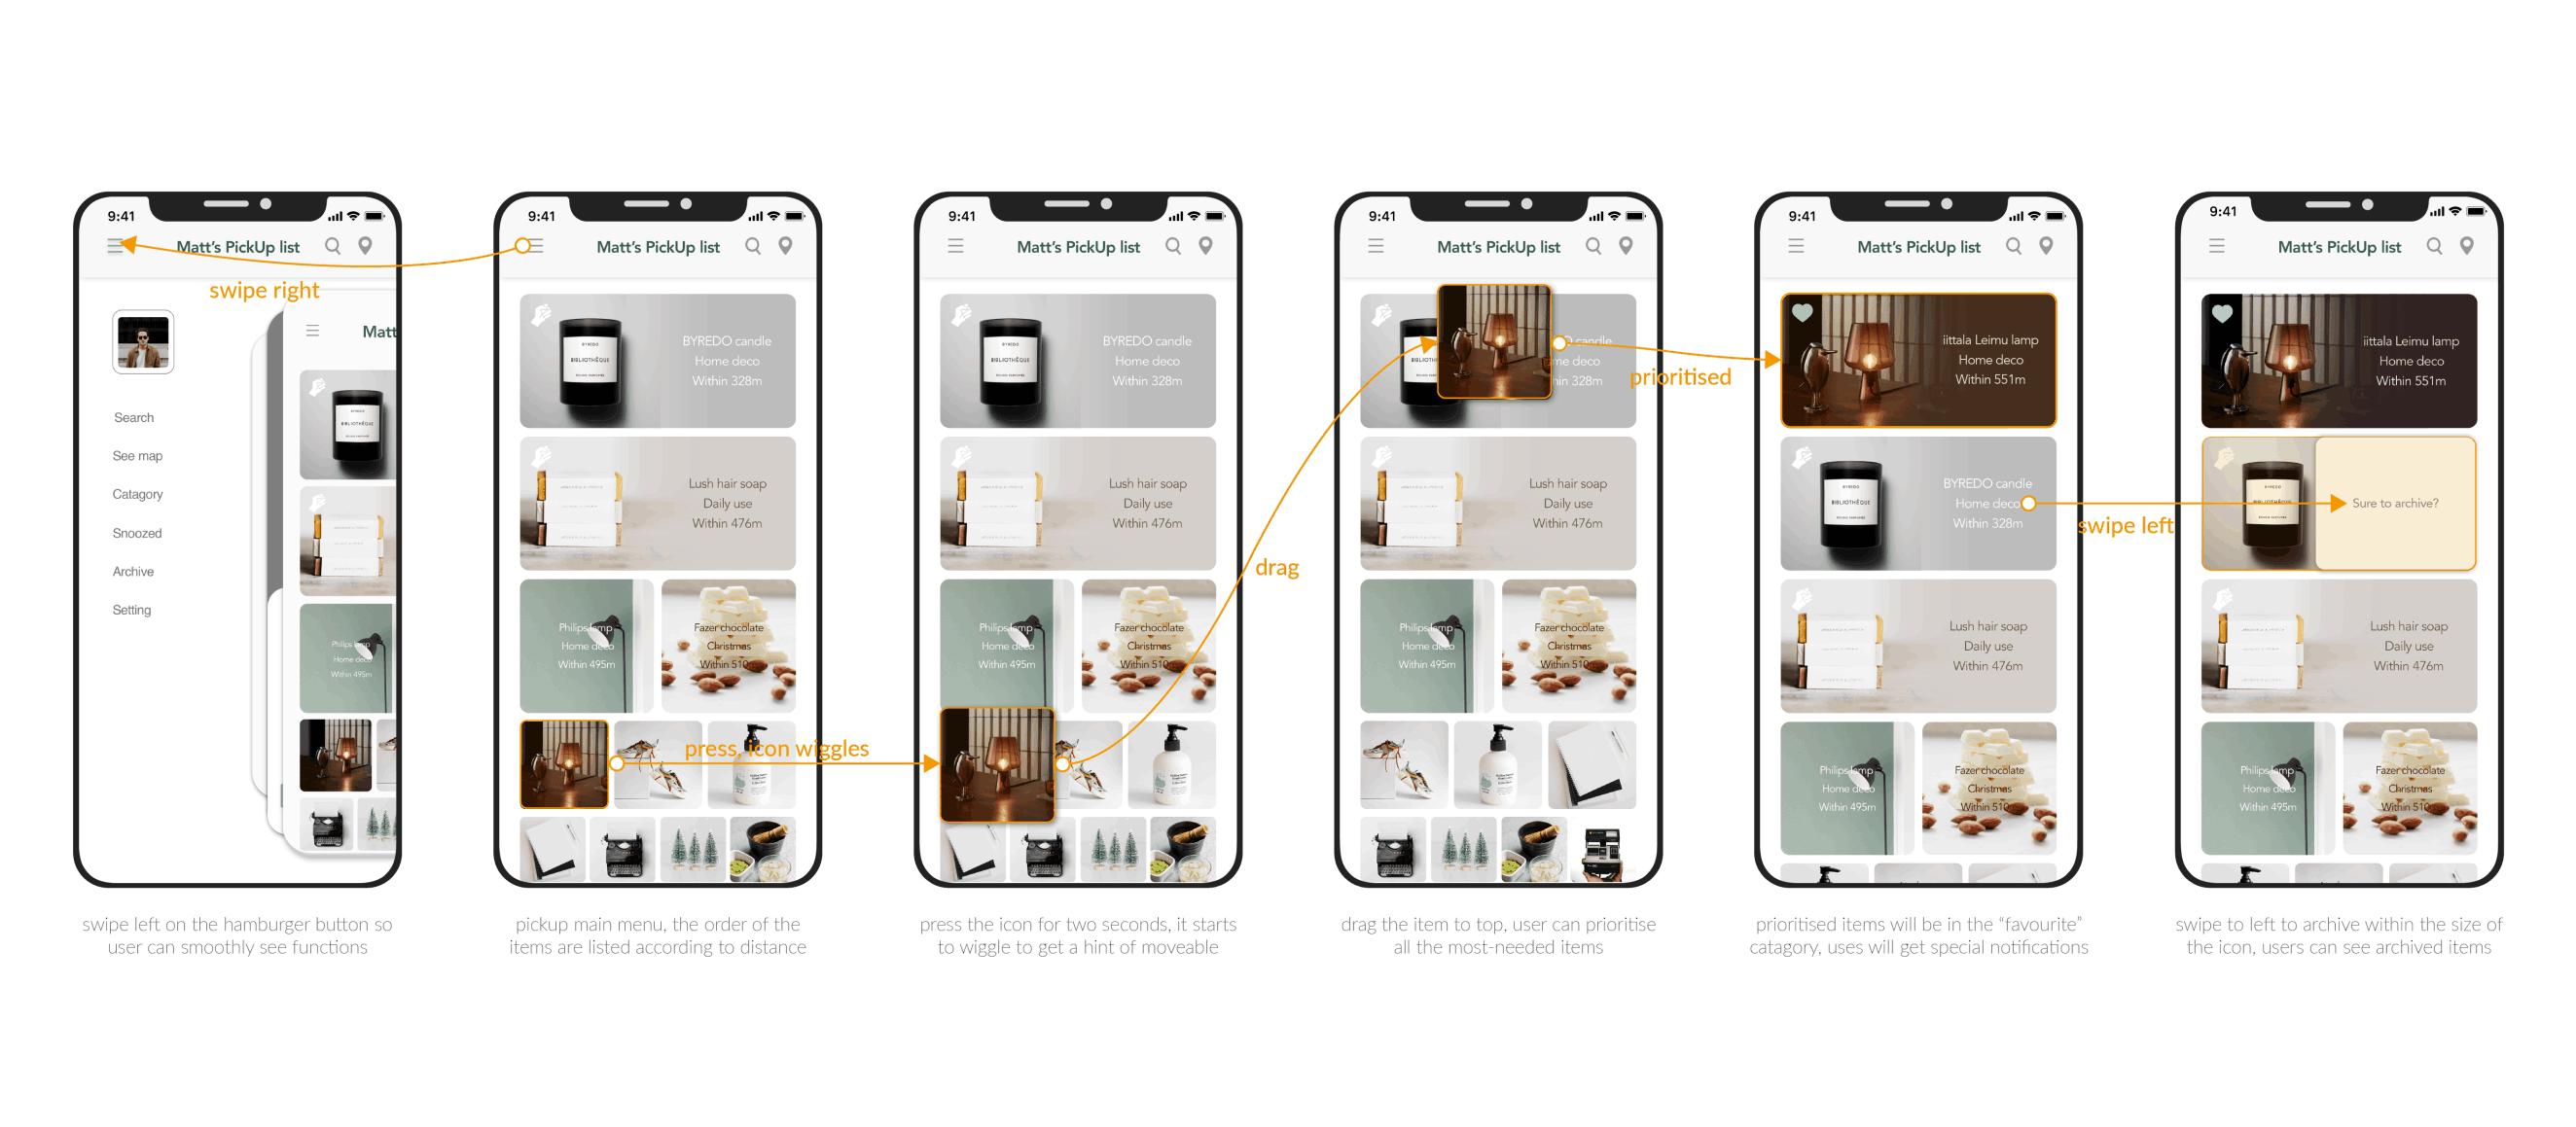 9:41
Matt's PickUp list
swipe right
Matt
BYREDO
BIBLIOTHÈQUE
Search
See map
Catagory
Snoozed
Archive
Setting
Philips lamp
Home deco
Within 495m
swipe left on the hamburger button so
user can smoothly see functions
9:41
Matt's PickUp list
BYREDO
BIBLIOTHÈQUE
BYREDO candle
Home deco
Within 328m
Lush hair soap
Daily use
Within 476m
Philips lamp
Home deco
Within 495m
Fazer chocolate
Christmas
Within 510
press, icon wiggles
pickup main menu, the order of the
items are listed according to distance
9:41
Matt's PickUp list
BYREDO
BIBLIOTHÈQUE
BYREDO candle
Home deco
Within 328m
Lush hair soap
Daily use
Within 476m
Philips lamp
Home deco
Within 495m
Fazer chocolate
Christmas
Within 510
drag
press the icon for two seconds, it starts
to wiggle to get a hint of moveable
9:41
Matt's PickUp list
candle
me deco
hin 328m
prioritised
Lush hair soap
Daily use
Within 476m
Philips lamp
Home deco
Within 495m
Fazer chocolate
Christmas
Within 510
drag the item to top, user can prioritise
all the most-needed items
9:41
Matt's PickUp list
iittala Leimu lamp
Home deco
Within 551m
BYREDO
BIBLIOTHÈQUE
BYREDO candle
Home deco
Within 328m
swipe left
Lush hair soap
Daily use
Within 476m
Philips lamp
Home deco
Within 495m
Fazer chocolate
Christmas
Within 510
prioritised items will be in the “favourite”
catagory, uses will get special notifications
9:41
Matt's PickUp list
iittala Leimu lamp
Home deco
Within 551m
BYREDO
BIBLIOTHÈQUE
Sure to archive?
Lush hair soap
Daily use
Within 476m
Philips lamp
Home deco
Within 495m
Fazer chocolate
Christmas
Within 510
swipe to left to archive within the size of
the icon, users can see archived items